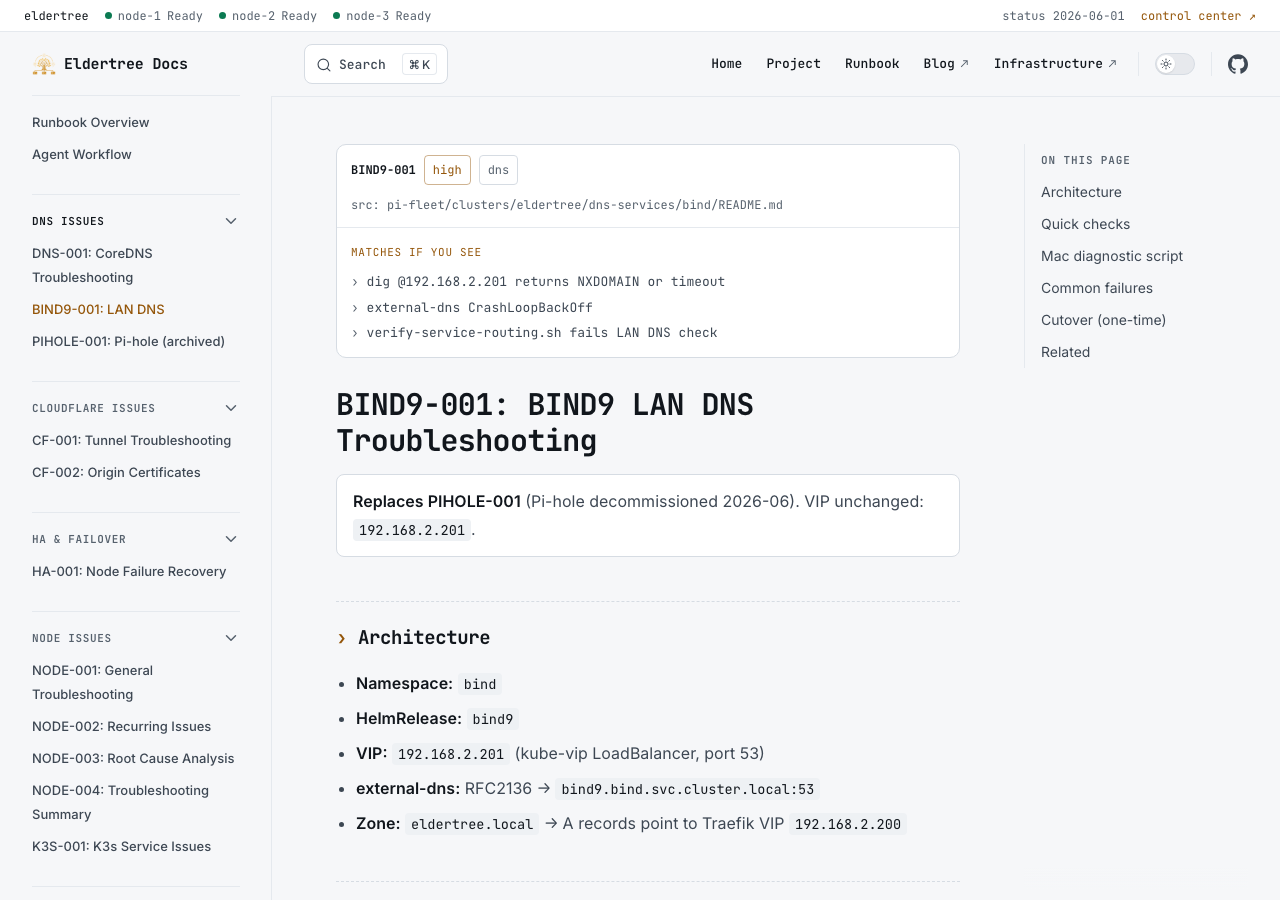 eldertree node-1 Ready node-2 Ready node-3 Ready status 2026-06-01 control center ↗
Eldertree Docs Search ⌘ K Home Project Runbook Blog ↗ Infrastructure ↗
Runbook Overview
Agent Workflow
DNS ISSUES
DNS-001: CoreDNS
Troubleshooting
BIND9-001: LAN DNS
PIHOLE-001: Pi-hole (archived)
CLOUDFLARE ISSUES
CF-001: Tunnel Troubleshooting
CF-002: Origin Certificates
HA & FAILOVER
HA-001: Node Failure Recovery
NODE ISSUES
NODE-001: General
Troubleshooting
NODE-002: Recurring Issues
NODE-003: Root Cause Analysis
NODE-004: Troubleshooting
Summary
K3S-001: K3s Service Issues
BIND9-001 high dns
src: pi-fleet/clusters/eldertree/dns-services/bind/README.md
MATCHES IF YOU SEE
› dig @192.168.2.201 returns NXDOMAIN or timeout
› external-dns CrashLoopBackOff
› verify-service-routing.sh fails LAN DNS check
BIND9-001: BIND9 LAN DNS
Troubleshooting
Replaces PIHOLE-001 (Pi-hole decommissioned 2026-06). VIP unchanged:
192.168.2.201.
› Architecture
• Namespace: bind
• HelmRelease: bind9
• VIP: 192.168.2.201 (kube-vip LoadBalancer, port 53)
• external-dns: RFC2136 → bind9.bind.svc.cluster.local:53
• Zone: eldertree.local → A records point to Traefik VIP 192.168.2.200
ON THIS PAGE
Architecture
Quick checks
Mac diagnostic script
Common failures
Cutover (one-time)
Related